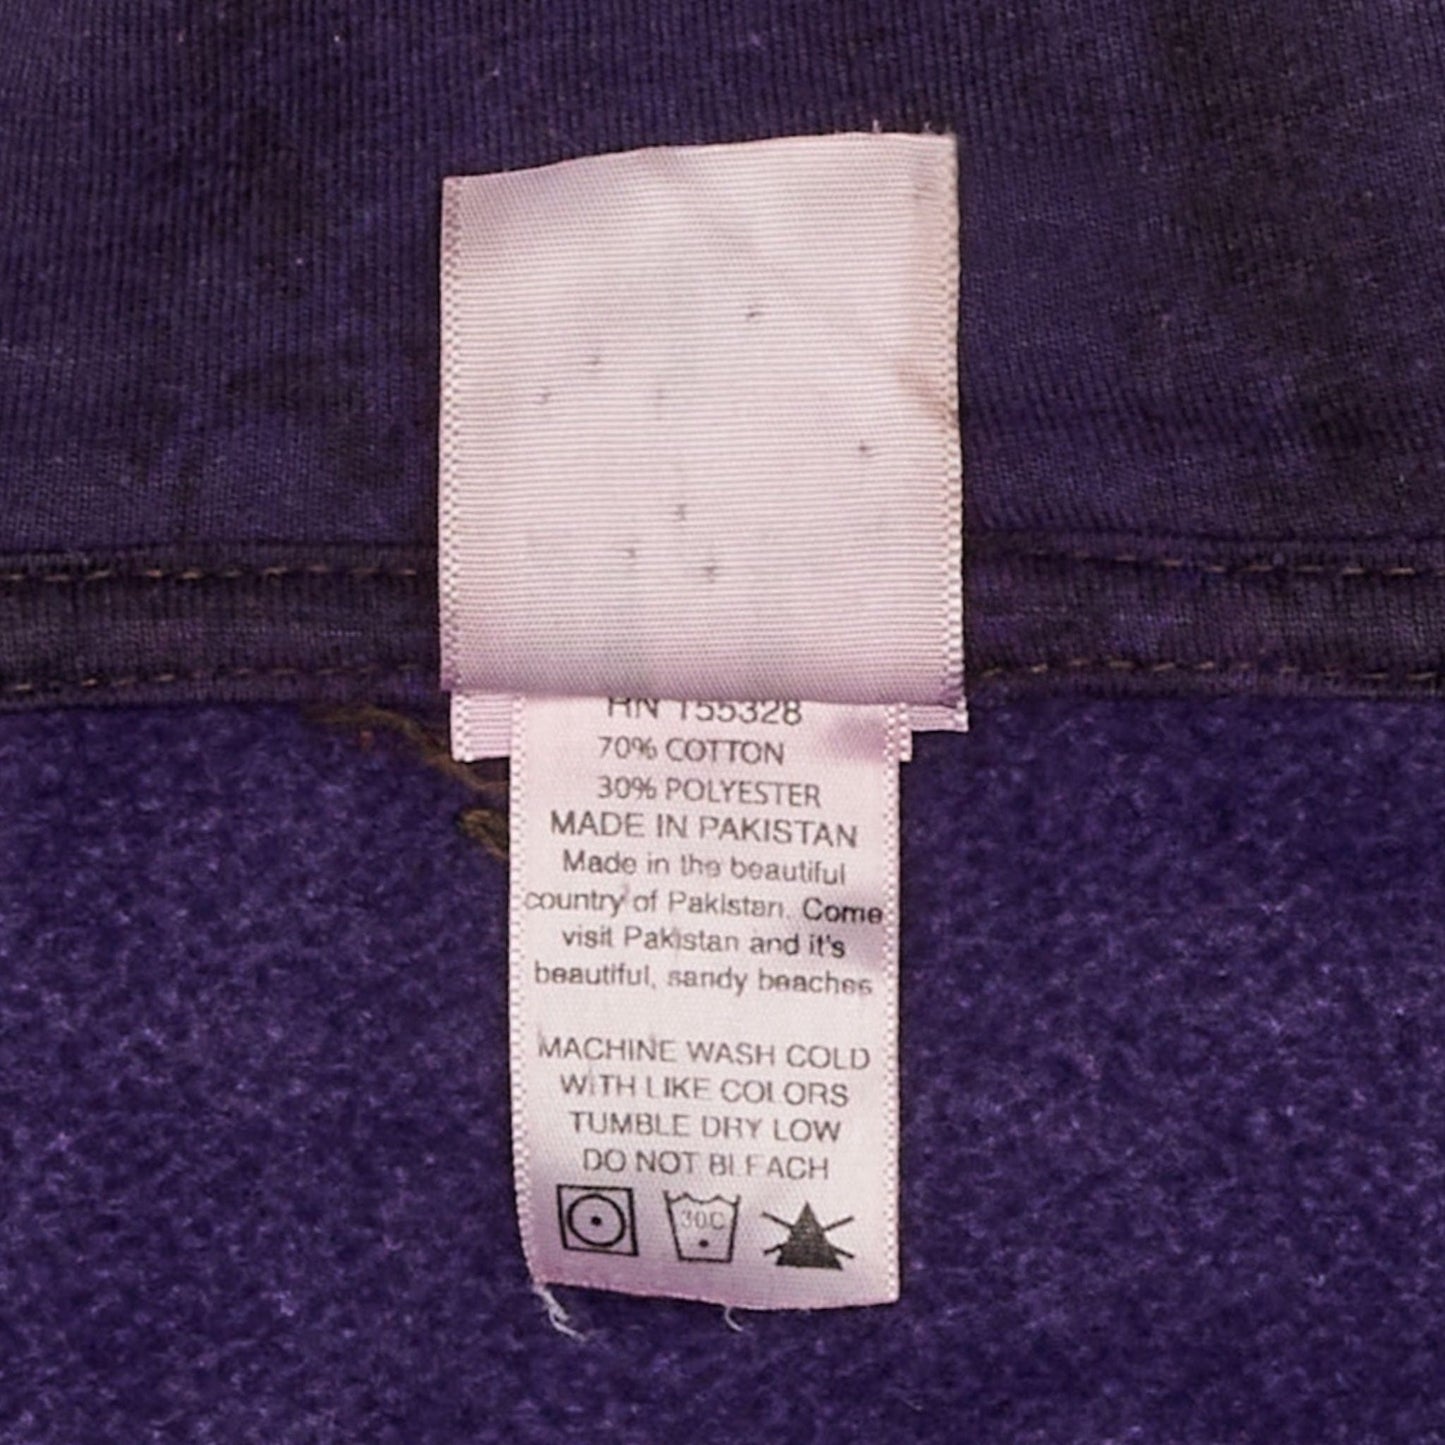 RN 155328
70% COTTON
30% POLYESTER
MADE IN PAKISTAN
Made in the beautiful
country of Pakistan. Come
visit Pakistan and it's
beautiful, sandy beaches
MACHINE WASH COLD
WITH LIKE COLORS
TUMBLE DRY LOW
DO NOT BLEACH
30C